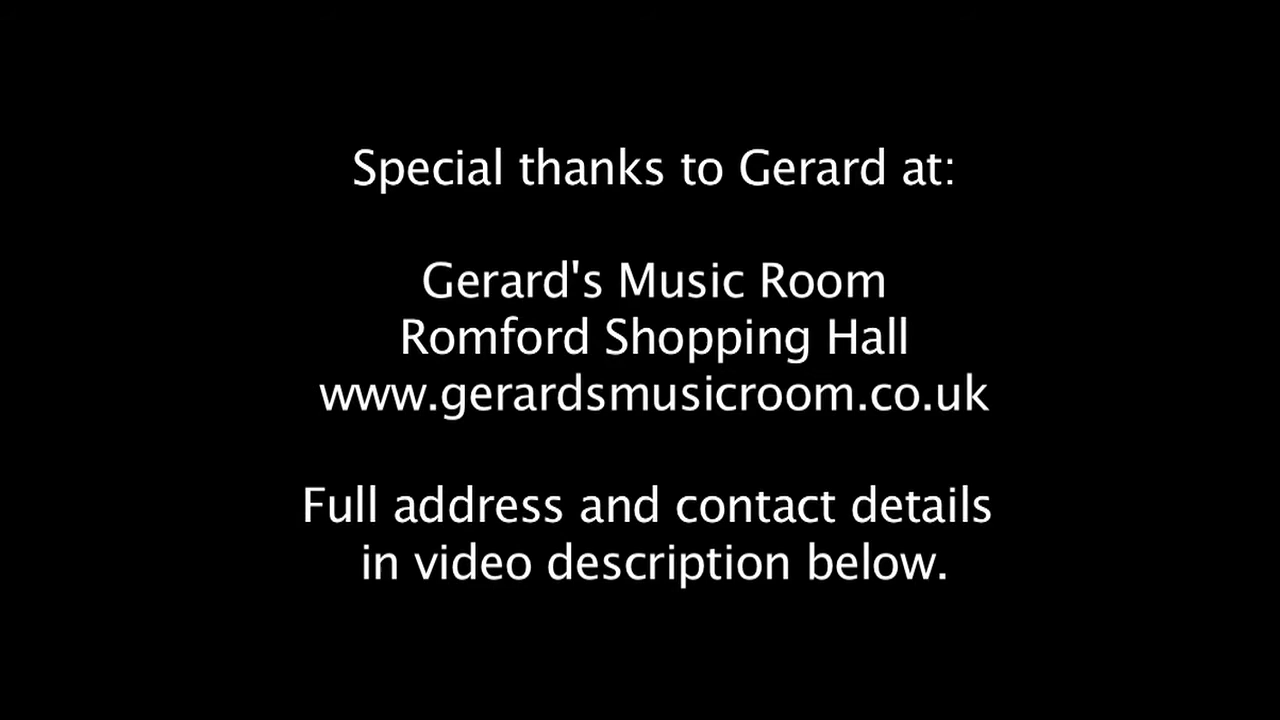 Special thanks to Gerard at:
Gerard's Music Room
Romford Shopping Hall
www.gerardsmusicroom.co.uk
Full address and contact details
in video description below.